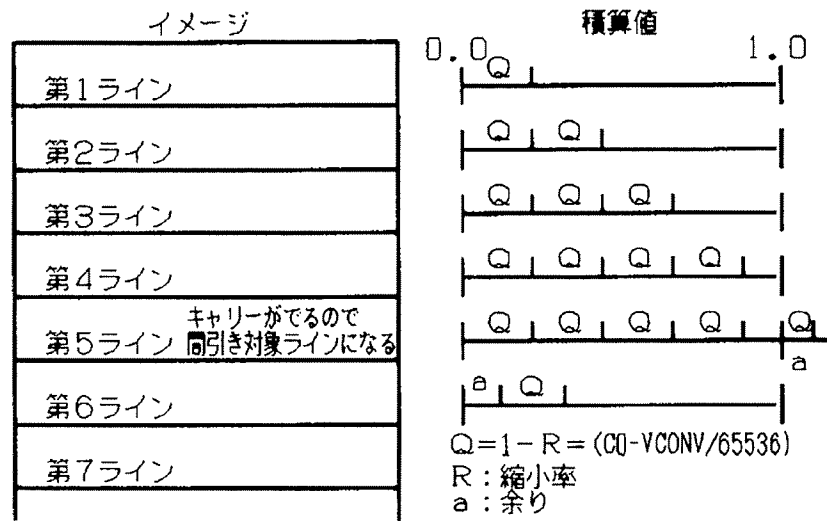 イメージ
積算値
0.0 1.0
第1ライン
Q
第2ライン
Q Q
第3ライン
Q Q Q
第4ライン
Q Q Q Q
第5ライン
キャリーがでるので
間引き対象ラインになる
Q Q Q Q Q
a
第6ライン
a Q
第7ライン
Q=1-R=(CO-VCONV/65536)
R:縮小率
a:余り